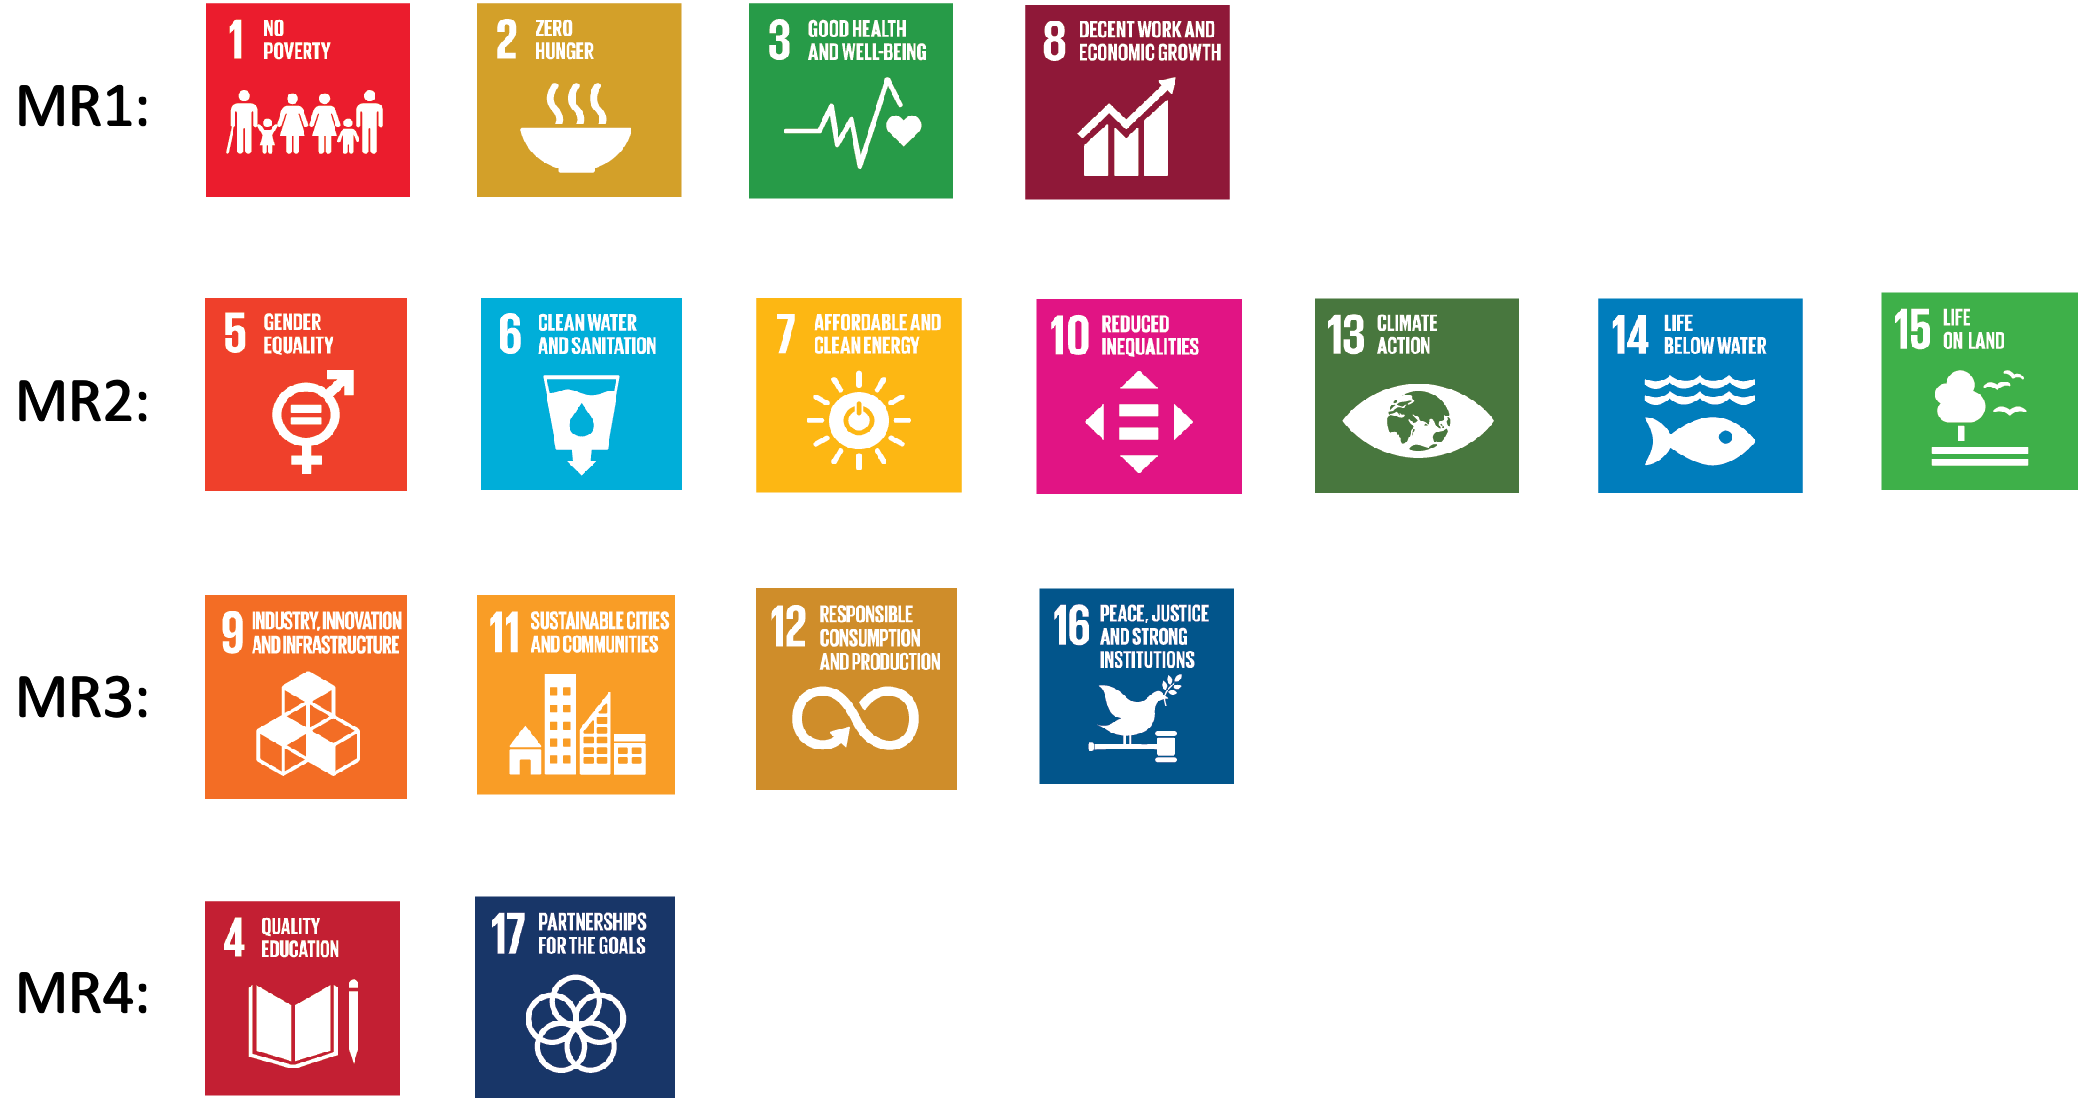 MR1:
1 NO
POVERTY
2 ZERO
HUNGER
3 GOOD HEALTH
AND WELL-BEING
8 DECENT WORK AND
ECONOMIC GROWTH
MR2:
5 GENDER
EQUALITY
6 CLEAN WATER
AND SANITATION
7 AFFORDABLE AND
CLEAN ENERGY
10 REDUCED
INEQUALITIES
13 CLIMATE
ACTION
14 LIFE
BELOW WATER
15 LIFE
ON LAND
MR3:
9 INDUSTRY, INNOVATION
AND INFRASTRUCTURE
11 SUSTAINABLE CITIES
AND COMMUNITIES
12 RESPONSIBLE
CONSUMPTION
AND PRODUCTION
16 PEACE, JUSTICE
AND STRONG
INSTITUTIONS
MR4:
4 QUALITY
EDUCATION
17 PARTNERSHIPS
FOR THE GOALS